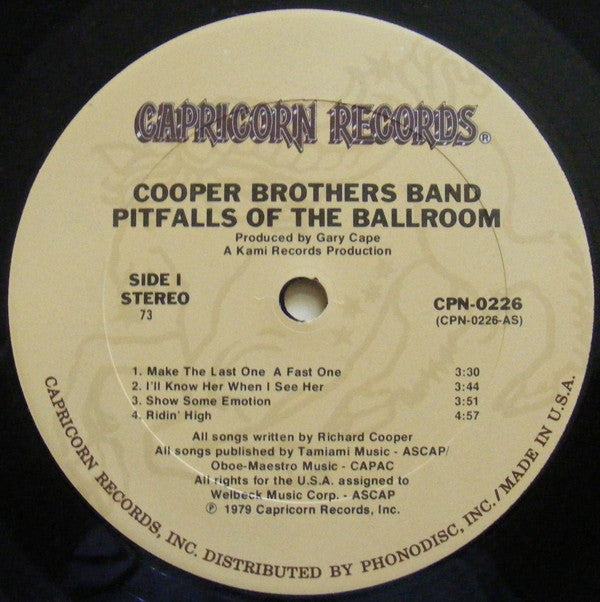 CAPRICORN RECORDS®
COOPER BROTHERS BAND
PITFALLS OF THE BALLROOM
Produced by Gary Cape
A Kami Records Production
SIDE I
STEREO
73
CPN-0226
(CPN-0226-AS)
1. Make The Last One A Fast One 3:30
2. I'll Know Her When I See Her 3:44
3. Show Some Emotion 3:51
4. Ridin' High 4:57
All songs written by Richard Cooper
All songs published by Tamiami Music - ASCAP/
Oboe-Maestro Music - CAPAC
All rights for the U.S.A. assigned to
Welbeck Music Corp. - ASCAP
℗ 1979 Capricorn Records, Inc.
CAPRICORN RECORDS, INC. DISTRIBUTED BY PHONODISC, INC./MADE IN U.S.A.